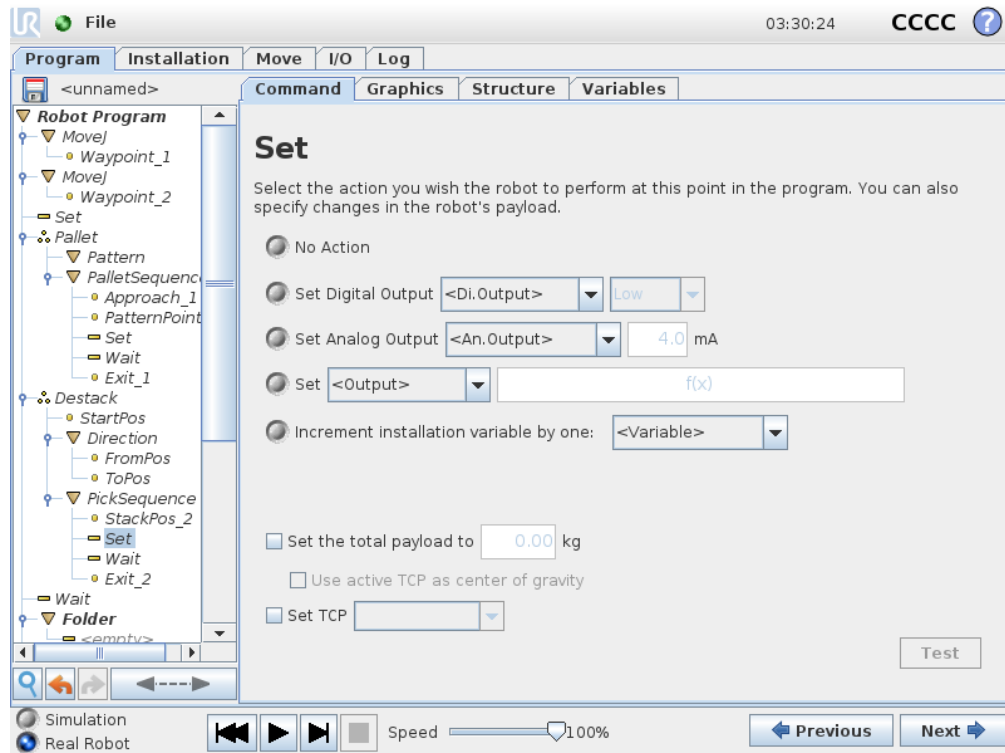 UR File 03:30:24 CCCC ?
Program Installation Move I/O Log
<unnamed> Command Graphics Structure Variables
Robot Program
MoveJ
Waypoint_1
MoveJ
Waypoint_2
Set
Pallet
Pattern
PalletSequenc
Approach_1
PatternPoint
Set
Wait
Exit_1
Destack
StartPos
Direction
FromPos
ToPos
PickSequence
StackPos_2
Set
Wait
Exit_2
Wait
Folder
<empty>
Set
Select the action you wish the robot to perform at this point in the program. You can also
specify changes in the robot's payload.
No Action
Set Digital Output <Di.Output> Low
Set Analog Output <An.Output> 4.0 mA
Set <Output> f(x)
Increment installation variable by one: <Variable>
Set the total payload to 0.00 kg
Use active TCP as center of gravity
Set TCP
Test
Simulation
Real Robot
Speed 100%
Previous Next